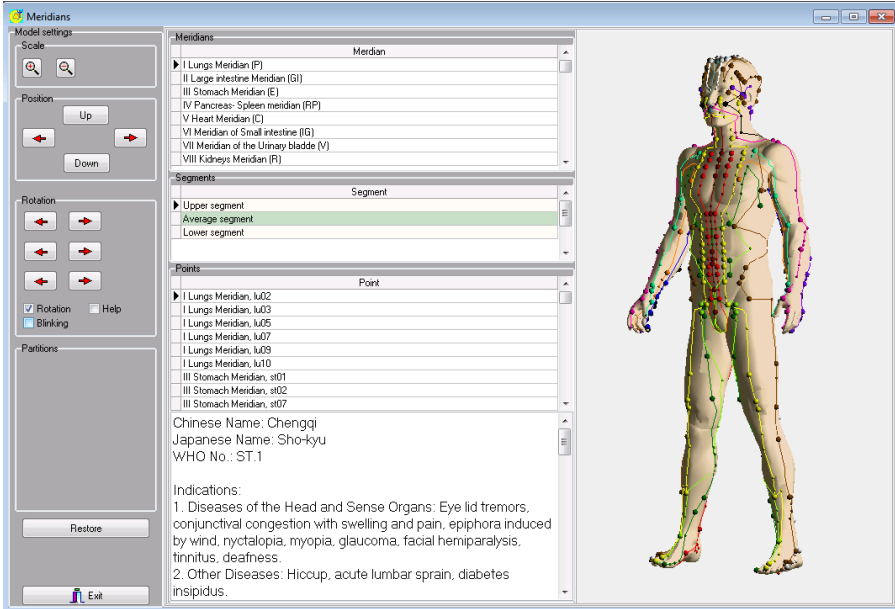 Meridians
Model settings
Scale
Position
Up
Down
Rotation
Rotation
Help
Blinking
Partitions
Restore
Exit
Meridians
Merdian
I Lungs Meridian (P)
II Large intestine Meridian (GI)
III Stomach Meridian (E)
IV Pancreas- Spleen meridian (RP)
V Heart Meridian (C)
VI Meridian of Small intestine (IG)
VII Meridian of the Urinary bladde (V)
VIII Kidneys Meridian (R)
Segments
Segment
Upper segment
Average segment
Lower segment
Points
Point
I Lungs Meridian, lu02
I Lungs Meridian, lu03
I Lungs Meridian, lu05
I Lungs Meridian, lu07
I Lungs Meridian, lu09
I Lungs Meridian, lu10
III Stomach Meridian, st01
III Stomach Meridian, st02
III Stomach Meridian, st07
Chinese Name: Chengqi
Japanese Name: Sho-kyu
WHO No.: ST.1
Indications:
1. Diseases of the Head and Sense Organs: Eye lid tremors,
conjunctival congestion with swelling and pain, epiphora induced
by wind, nyctalopia, myopia, glaucoma, facial hemiparalysis,
tinnitus, deafness.
2. Other Diseases: Hiccup, acute lumbar sprain, diabetes
insipidus.